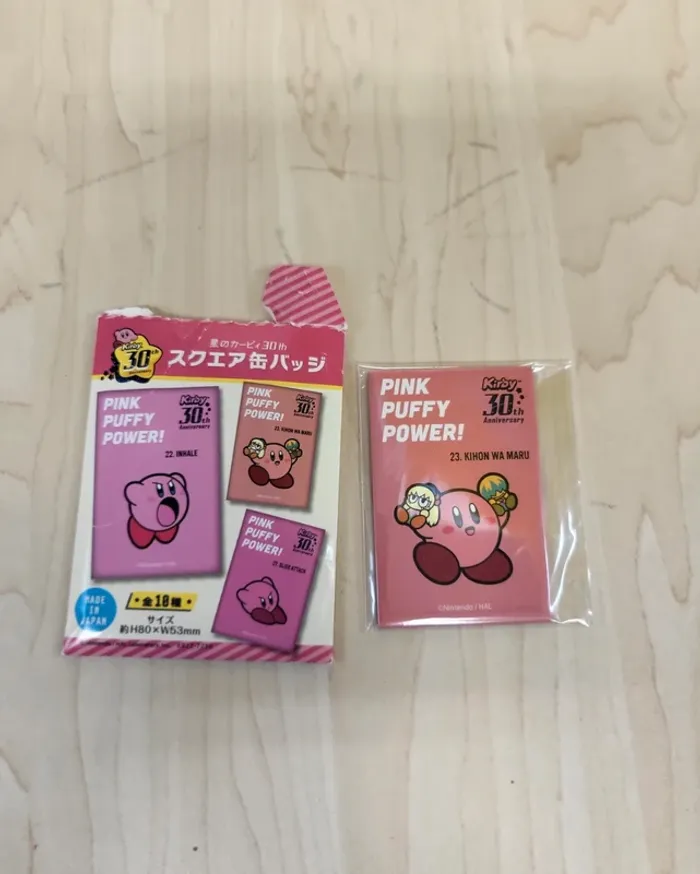 星のカービィ30th
Kirby
30th
スクエア缶バッジ
PINK
PUFFY
POWER!
Kirby
30th
Anniversary
22. INHALE
PINK
PUFFY
POWER!
Kirby
30th
Anniversary
23. KIHON WA MARU
PINK
PUFFY
POWER!
Kirby
30th
MADE
IN
JAPAN
全10種
サイズ
約H80×W53mm
PINK
PUFFY
POWER!
Kirby
30th
Anniversary
23. KIHON WA MARU
©Nintendo / HAL